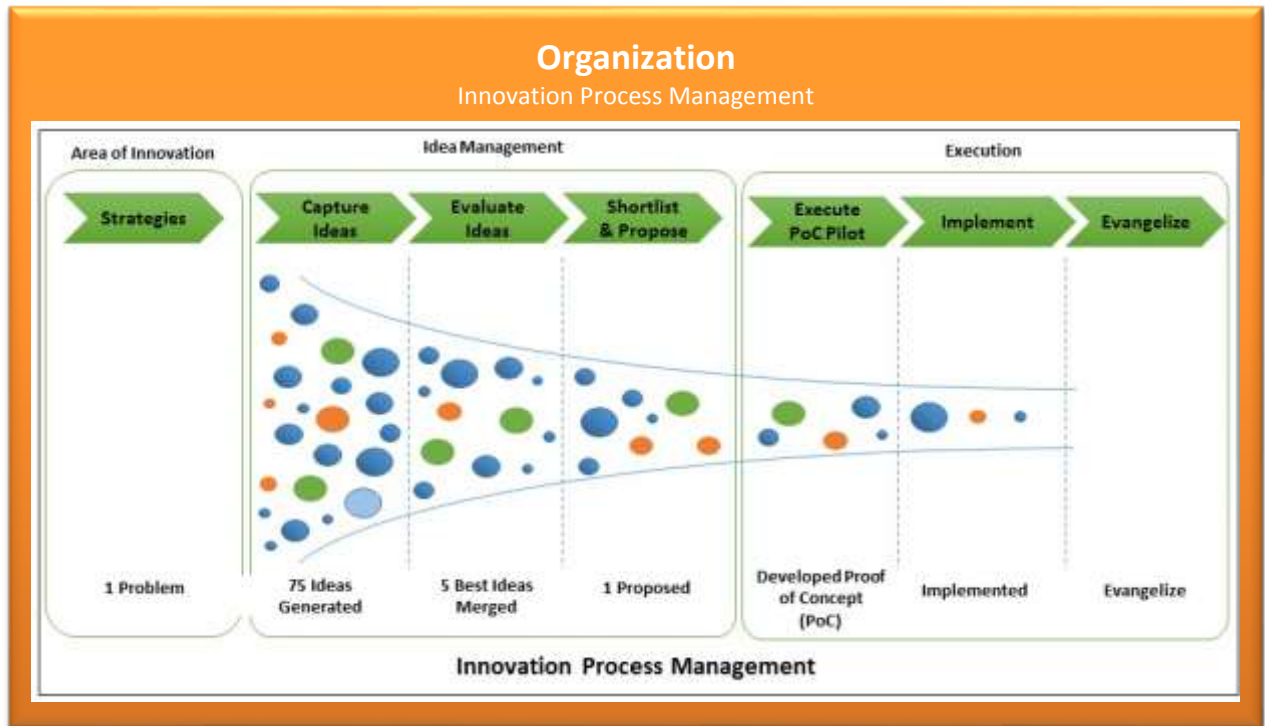 Organization
Innovation Process Management
Area of Innovation
Idea Management
Execution
Strategies
Capture
Ideas
Evaluate
Ideas
Shortlist
& Propose
Execute
PoC Pilot
Implement
Evangelize
1 Problem
75 Ideas
Generated
5 Best Ideas
Merged
1 Proposed
Developed Proof
of Concept
(PoC)
Implemented
Evangelize
Innovation Process Management